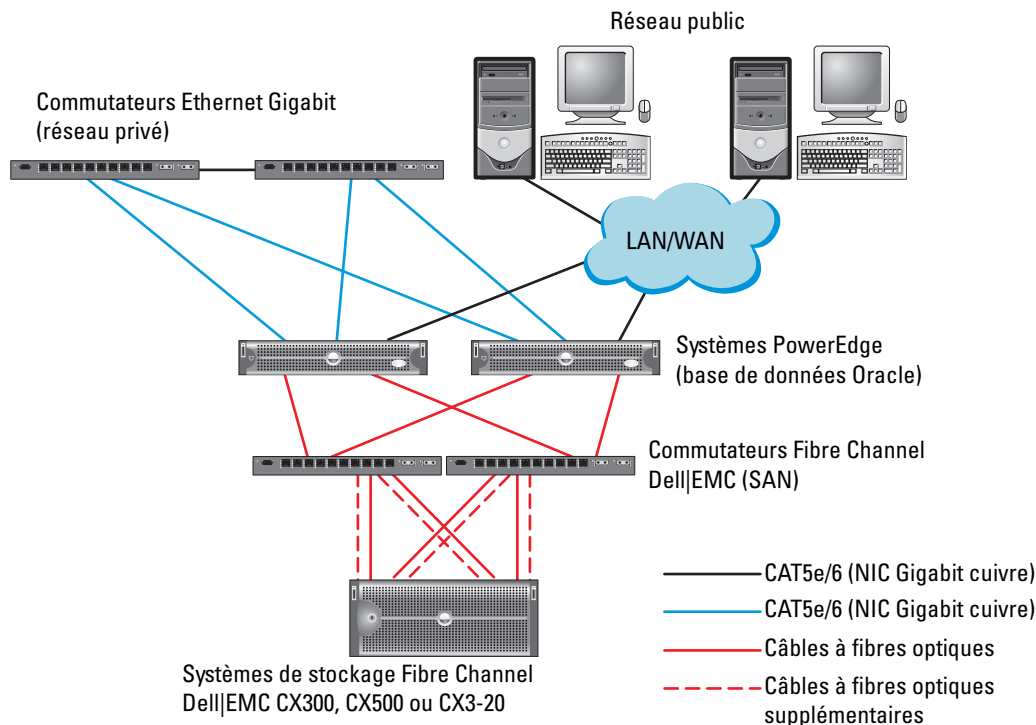 Réseau public
Commutateurs Ethernet Gigabit
(réseau privé)
LAN/WAN
Systèmes PowerEdge
(base de données Oracle)
Commutateurs Fibre Channel
Dell|EMC (SAN)
CAT5e/6 (NIC Gigabit cuivre)
CAT5e/6 (NIC Gigabit cuivre)
Câbles à fibres optiques
Câbles à fibres optiques
supplémentaires
Systèmes de stockage Fibre Channel
Dell|EMC CX300, CX500 ou CX3-20